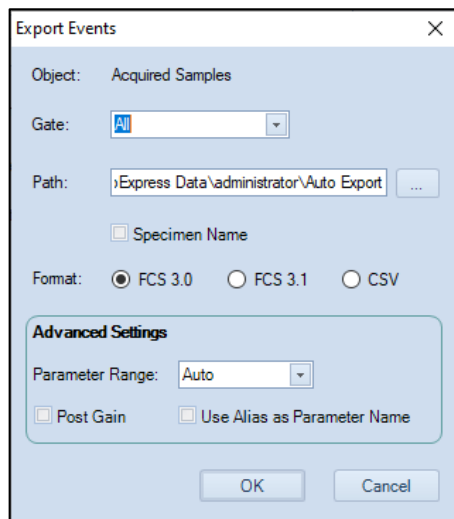 Export Events
Object: Acquired Samples
Gate: All
Path: ›Express Data\administrator\Auto Export ...
Specimen Name
Format: FCS 3.0 FCS 3.1 CSV
Advanced Settings
Parameter Range: Auto
Post Gain Use Alias as Parameter Name
OK Cancel